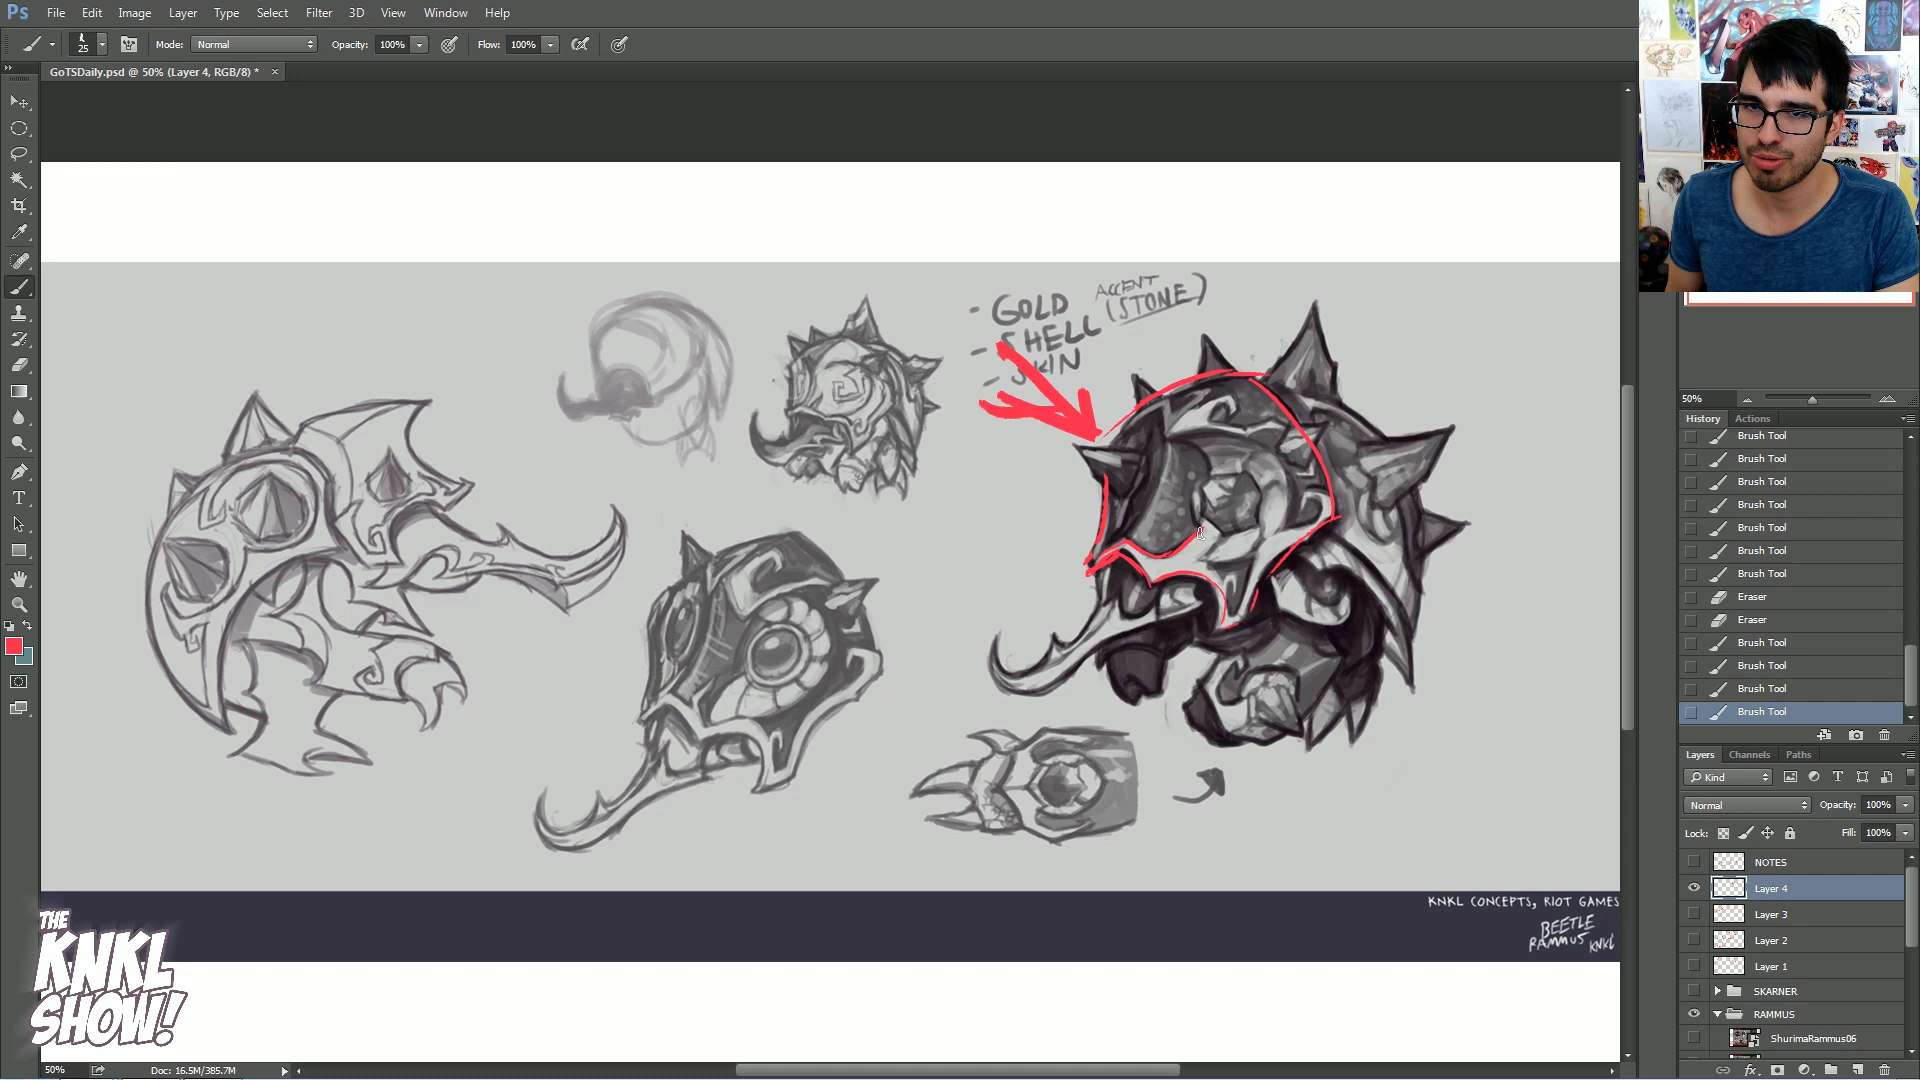 Ps File Edit Image Layer Type Select Filter 3D View Window Help
25 Mode: Normal Opacity: 100% Flow: 100%
GoTSDaily.psd @ 50% (Layer 4, RGB/8) * ×
- GOLD ACCENT (STONE)
- SHELL
- SKIN
KNKL CONCEPTS, RIOT GAMES
BEETLE
RAMMUS KNKL
THE
KNKL
SHOW!
50% Doc: 16.5M/385.7M
50%
History Actions
Brush Tool
Brush Tool
Brush Tool
Brush Tool
Brush Tool
Brush Tool
Brush Tool
Eraser
Eraser
Brush Tool
Brush Tool
Brush Tool
Brush Tool
Layers Channels Paths
Kind
Normal Opacity: 100%
Lock: Fill: 100%
NOTES
Layer 4
Layer 3
Layer 2
Layer 1
SKARNER
RAMMUS
ShurimaRammus06
fx